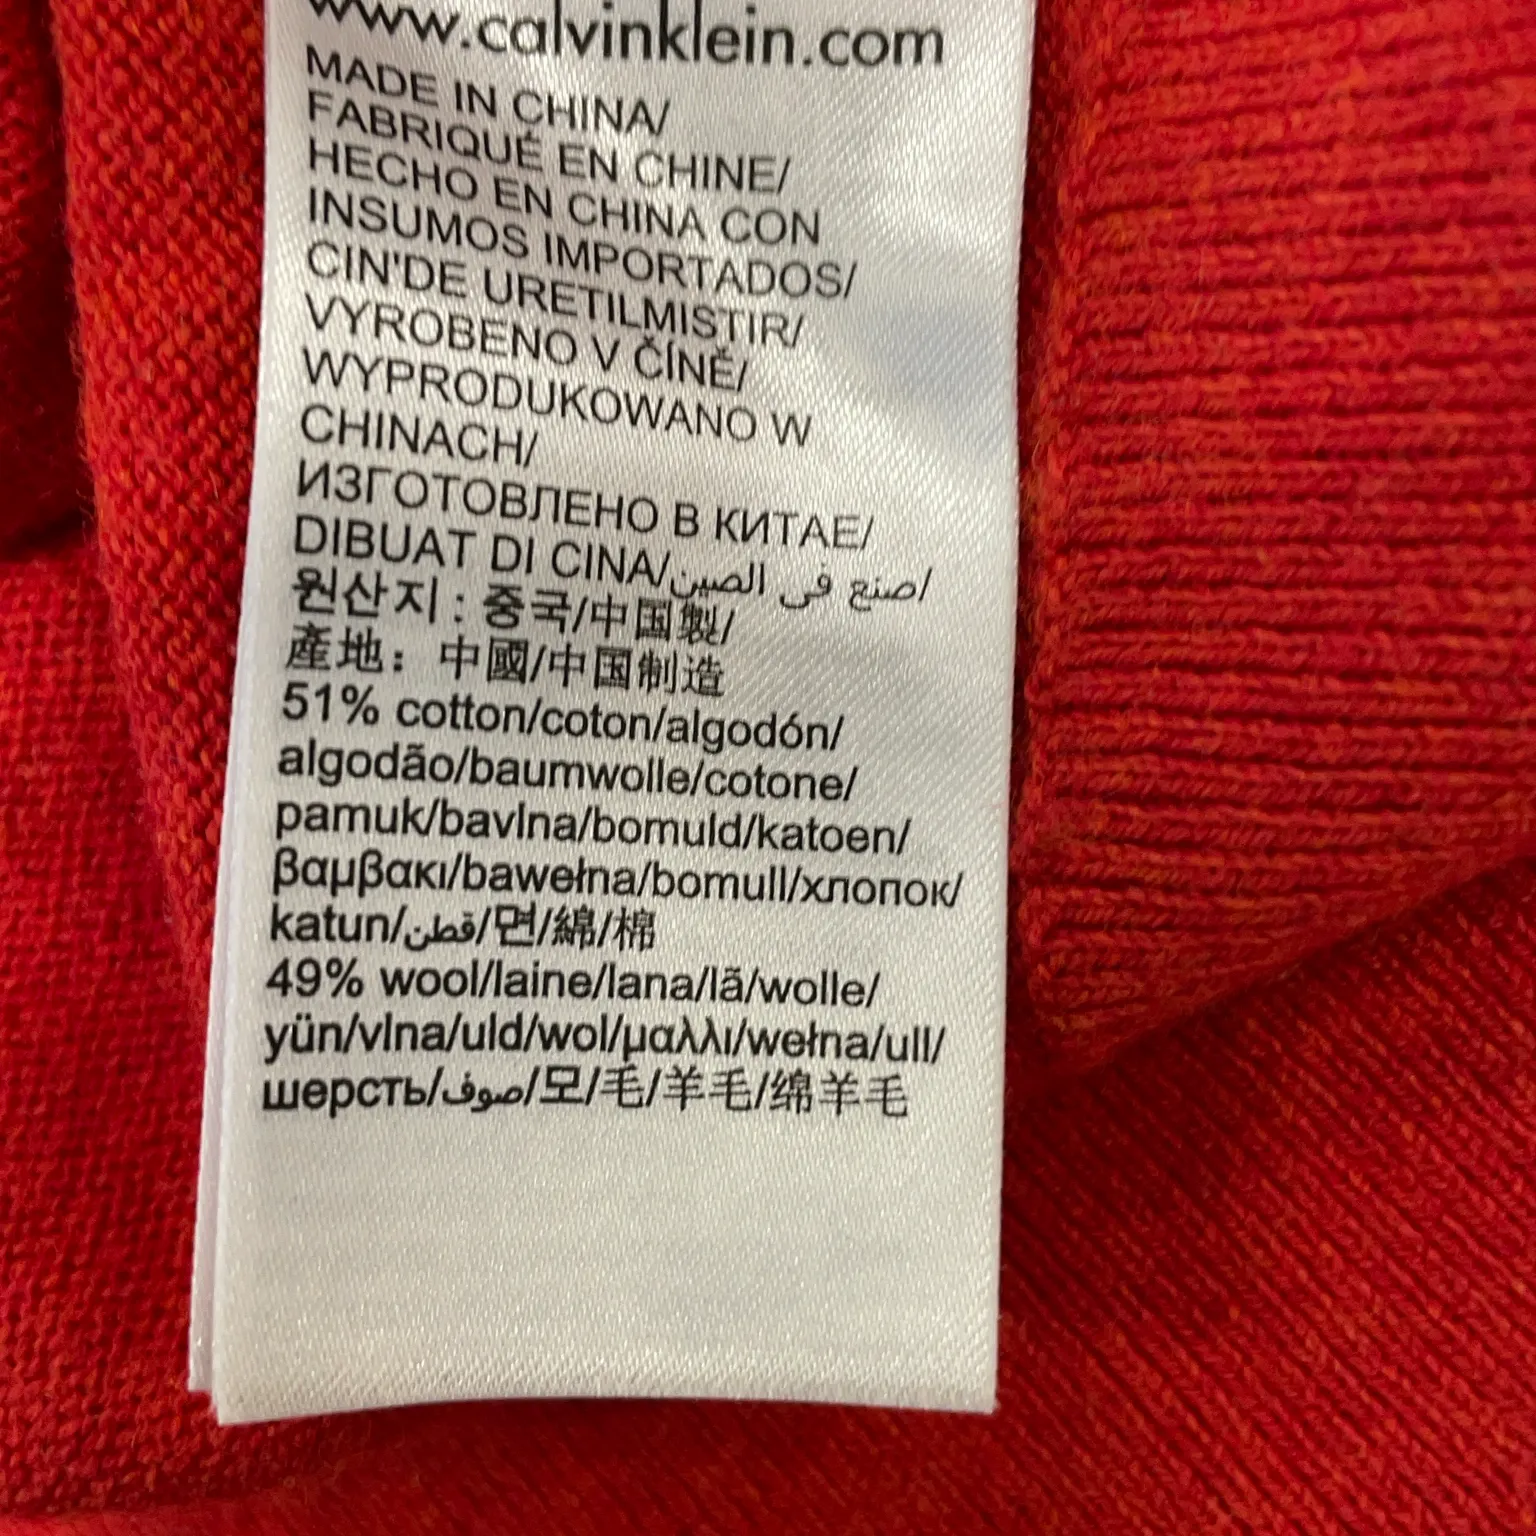 www.calvinklein.com
MADE IN CHINA/
FABRIQUÉ EN CHINE/
HECHO EN CHINA CON
INSUMOS IMPORTADOS/
CIN'DE URETILMISTIR/
VYROBENO V ČÍNĚ/
WYPRODUKOWANO W
CHINACH/
ИЗГОТОВЛЕНО В КИТАЕ/
DIBUAT DI CINA/صنع في الصين/
원산지 : 중국/中国製/
產地： 中國/中国制造
51% cotton/coton/algodón/
algodão/baumwolle/cotone/
pamuk/bavlna/bomuld/katoen/
βαμβακι/bawełna/bomull/хлопок/
katun/قطن/면/綿/棉
49% wool/laine/lana/lã/wolle/
yün/vlna/uld/wol/μαλλι/wełna/ull/
шерсть/صوف/모/毛/羊毛/绵羊毛